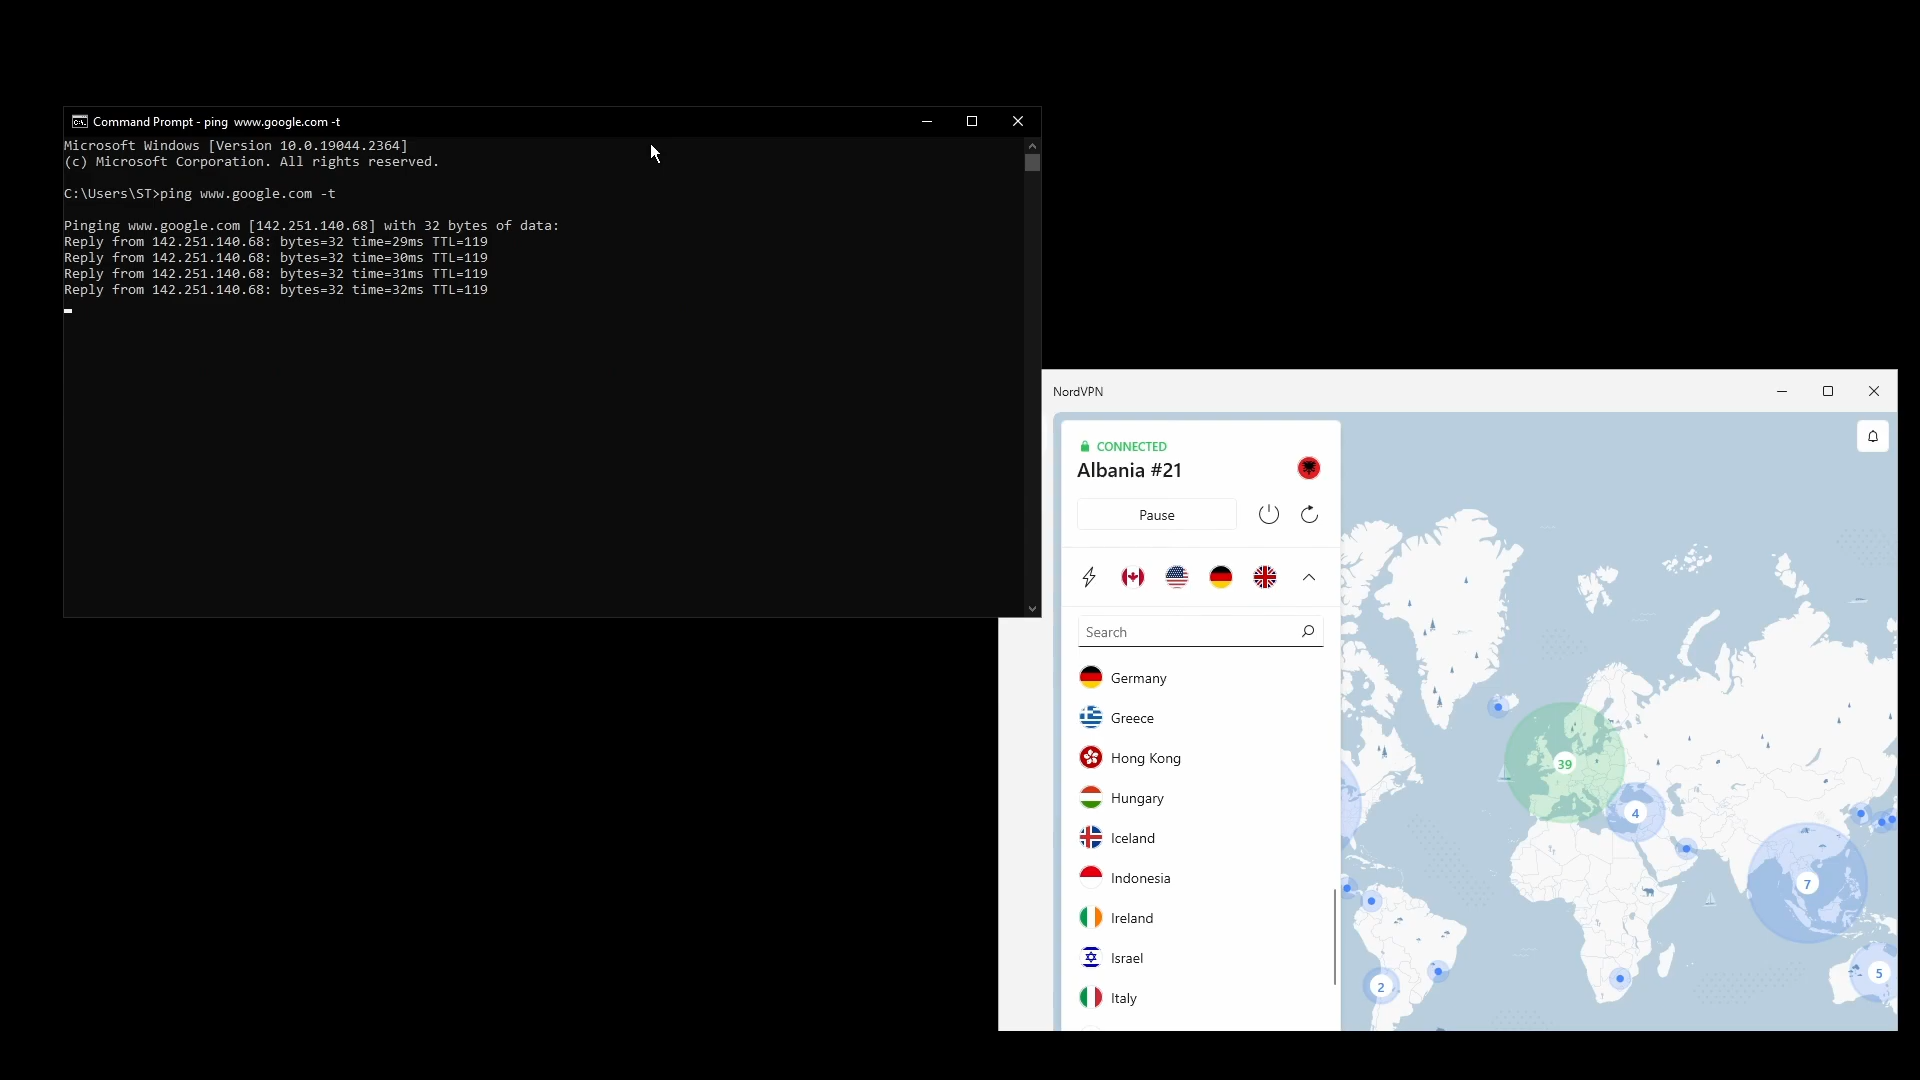 Command Prompt - ping  www.google.com -t
Microsoft Windows [Version 10.0.19044.2364]
(c) Microsoft Corporation. All rights reserved.
C:\Users\ST>ping www.google.com -t
Pinging www.google.com [142.251.140.68] with 32 bytes of data:
Reply from 142.251.140.68: bytes=32 time=29ms TTL=119
Reply from 142.251.140.68: bytes=32 time=30ms TTL=119
Reply from 142.251.140.68: bytes=32 time=31ms TTL=119
Reply from 142.251.140.68: bytes=32 time=32ms TTL=119
NordVPN
CONNECTED
Albania #21
Pause
Search
Germany
Greece
Hong Kong
Hungary
Iceland
Indonesia
Ireland
Israel
Italy
39
4
7
5
2